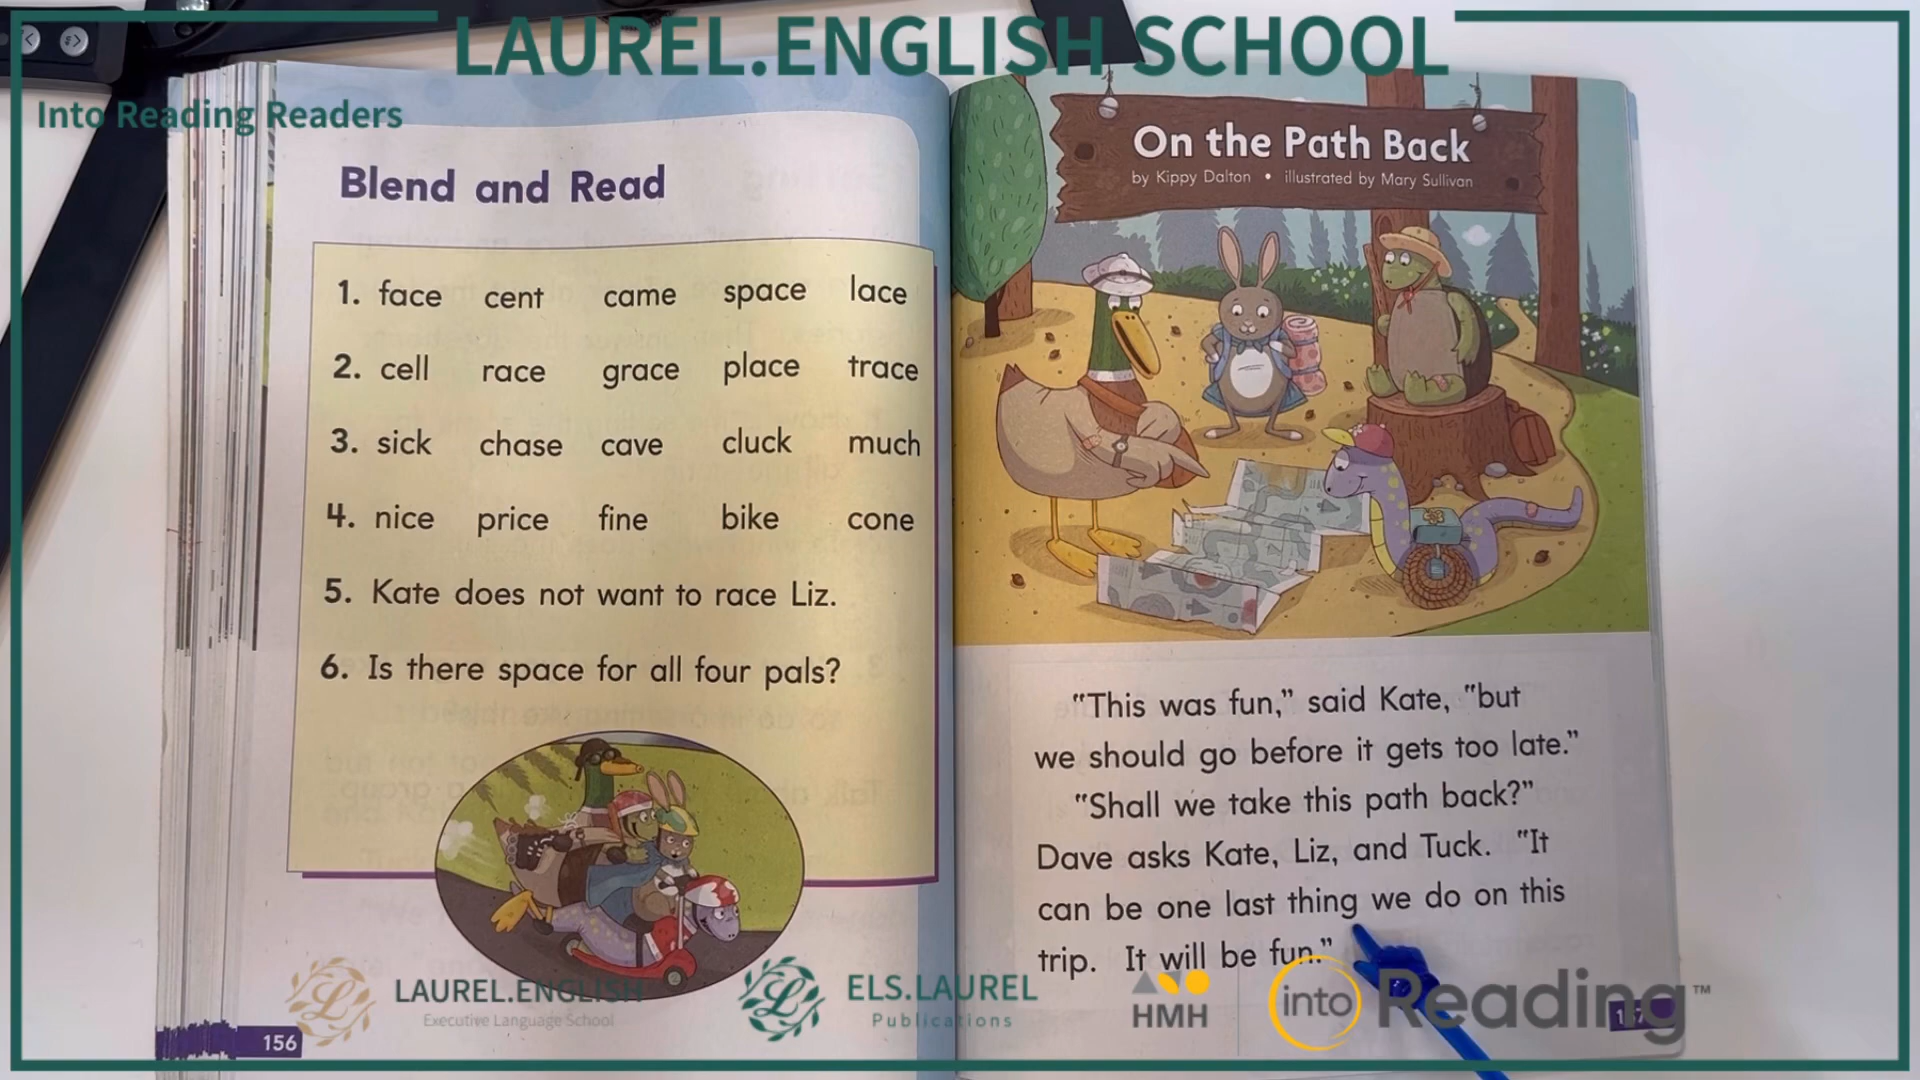 LAUREL.ENGLISH SCHOOL
Into Reading Readers
Blend and Read
1. face cent came space lace
2. cell race grace place trace
3. sick chase cave cluck much
4. nice price fine bike cone
5. Kate does not want to race Liz.
6. Is there space for all four pals?
156
On the Path Back
by Kippy Dalton • illustrated by Mary Sullivan
"This was fun," said Kate, "but
we should go before it gets too late."
"Shall we take this path back?"
Dave asks Kate, Liz, and Tuck. "It
can be one last thing we do on this
trip. It will be fun."
LAUREL.ENGLISH
Executive Language School
ELS.LAUREL
Publications
HMH
into Reading™